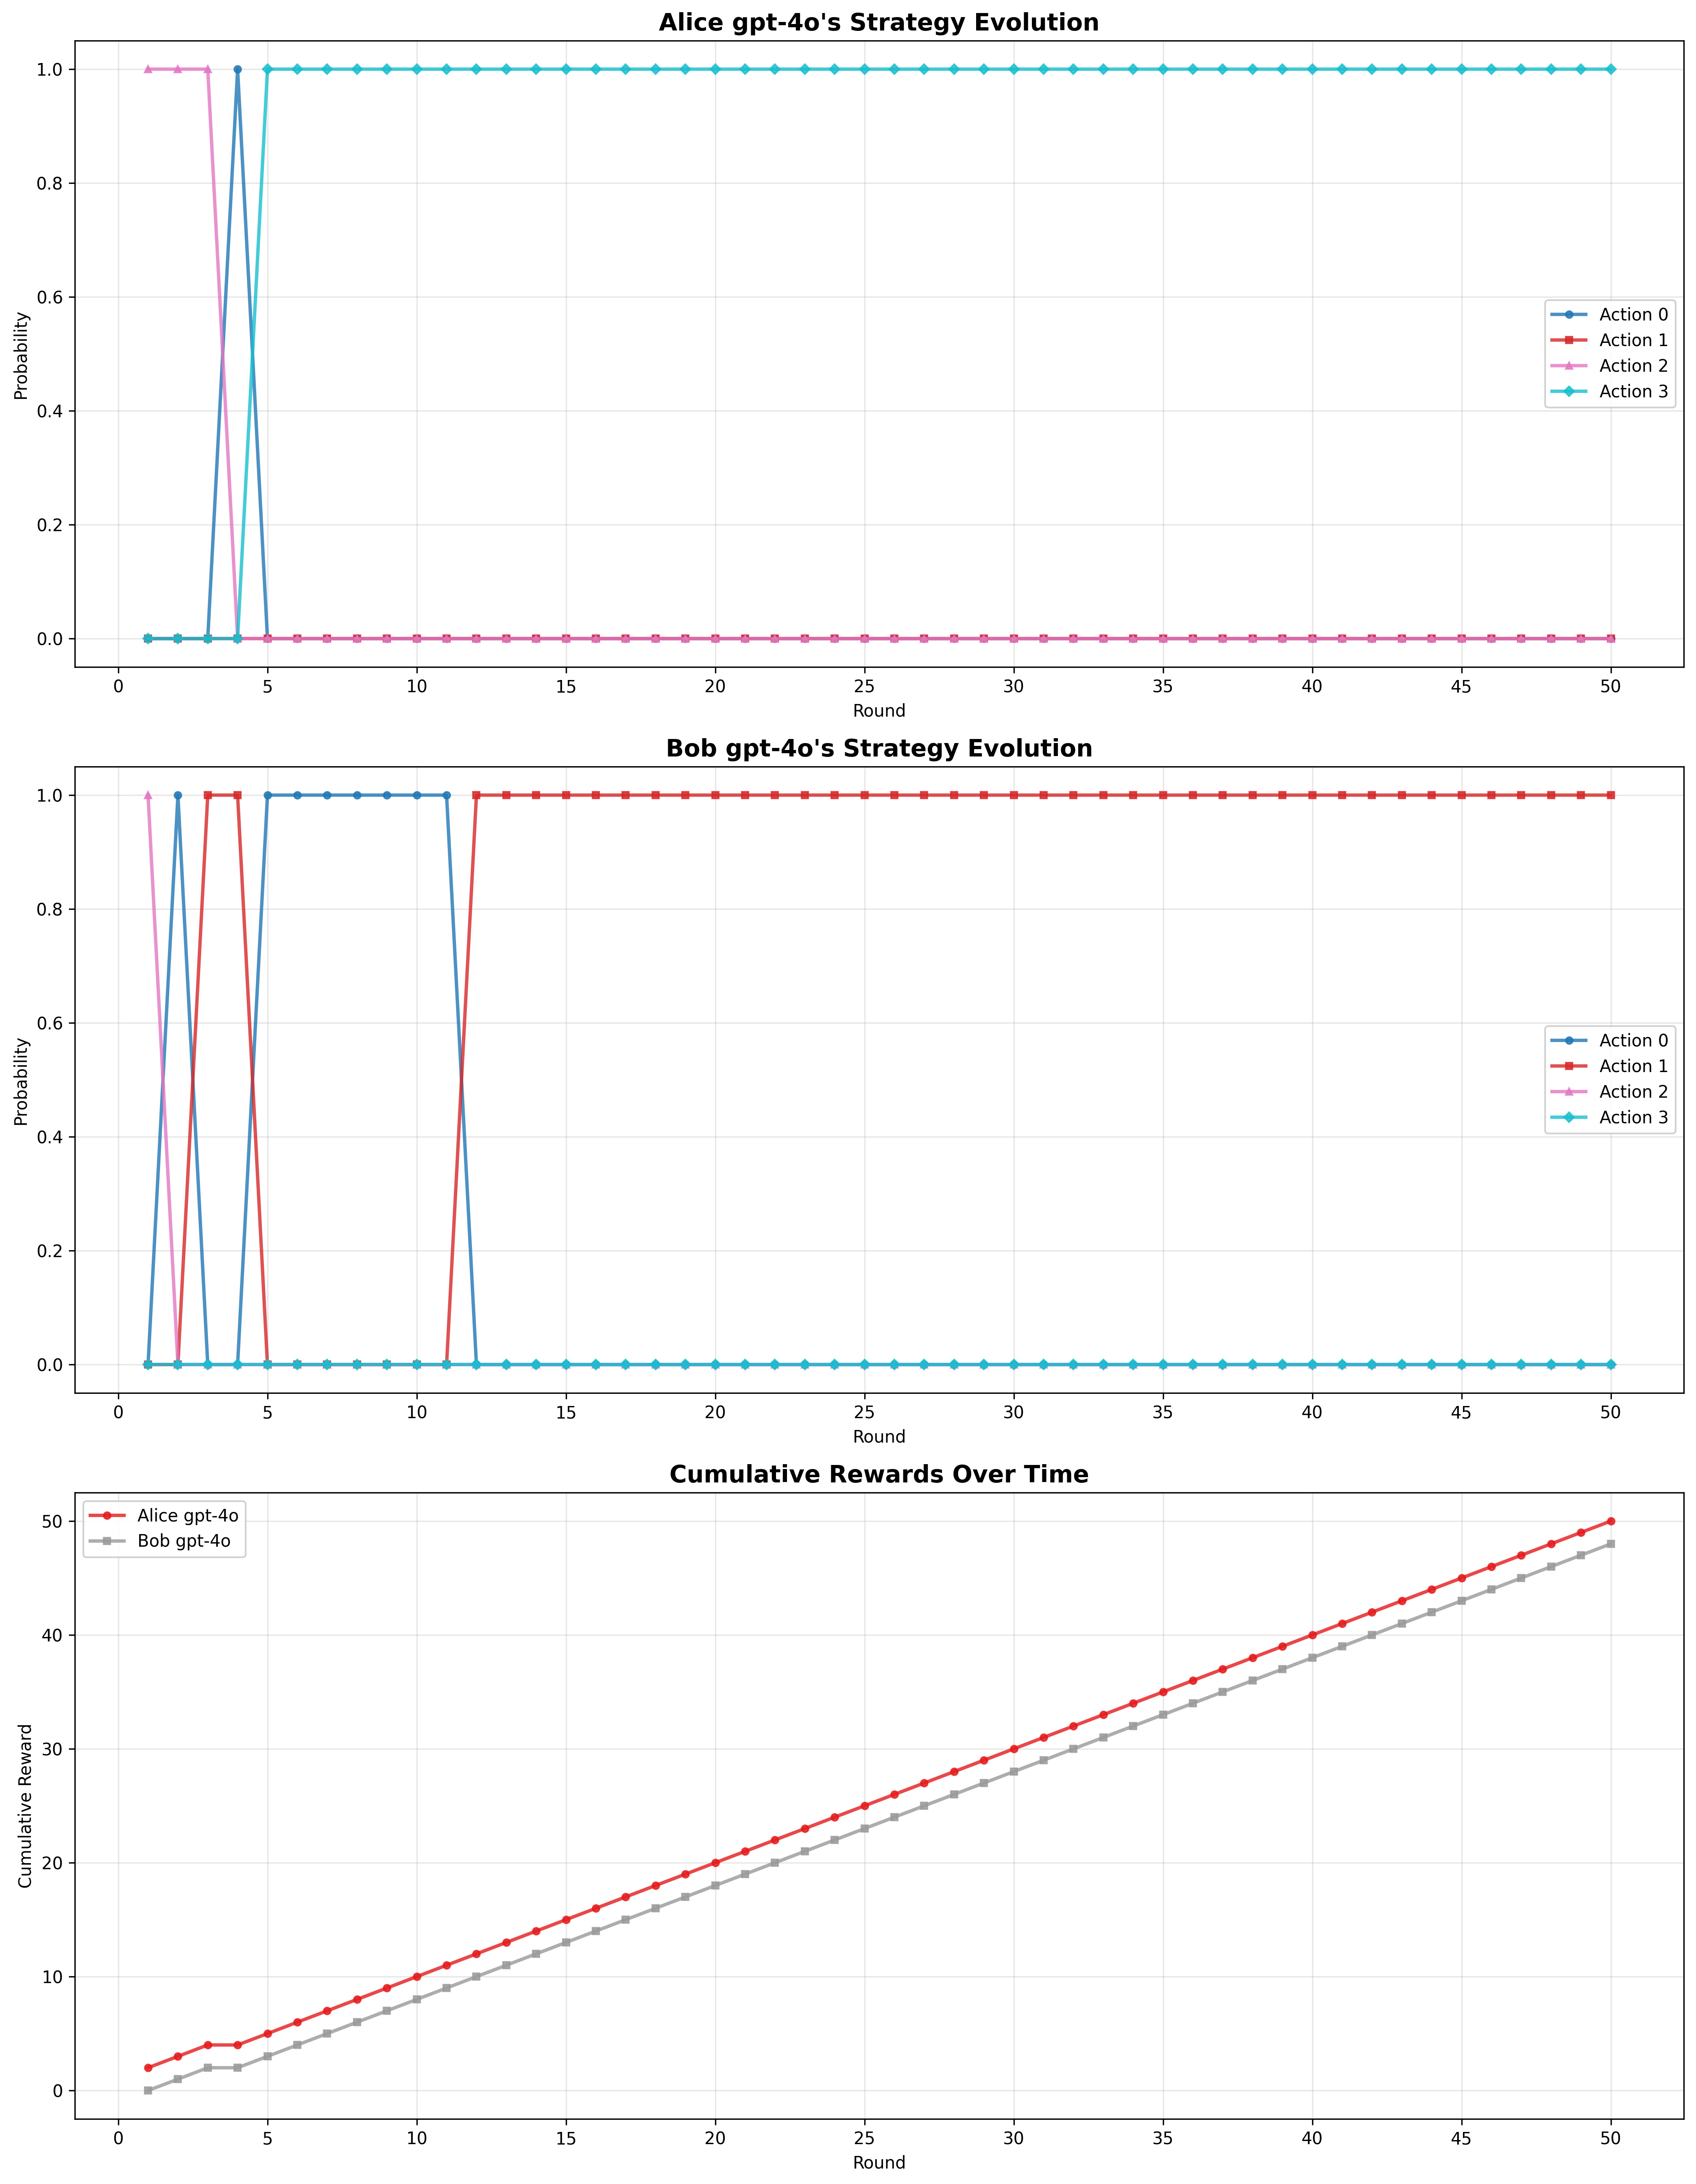 Alice gpt-4o's Strategy Evolution
1.0
0.8
0.6
0.4
0.2
0.0
Probability
Action 0
Action 1
Action 2
Action 3
0 5 10 15 20 25 30 35 40 45 50
Round
Bob gpt-4o's Strategy Evolution
1.0
0.8
0.6
0.4
0.2
0.0
Probability
Action 0
Action 1
Action 2
Action 3
0 5 10 15 20 25 30 35 40 45 50
Round
Cumulative Rewards Over Time
Alice gpt-4o
Bob gpt-4o
50
40
30
20
10
0
Cumulative Reward
0 5 10 15 20 25 30 35 40 45 50
Round